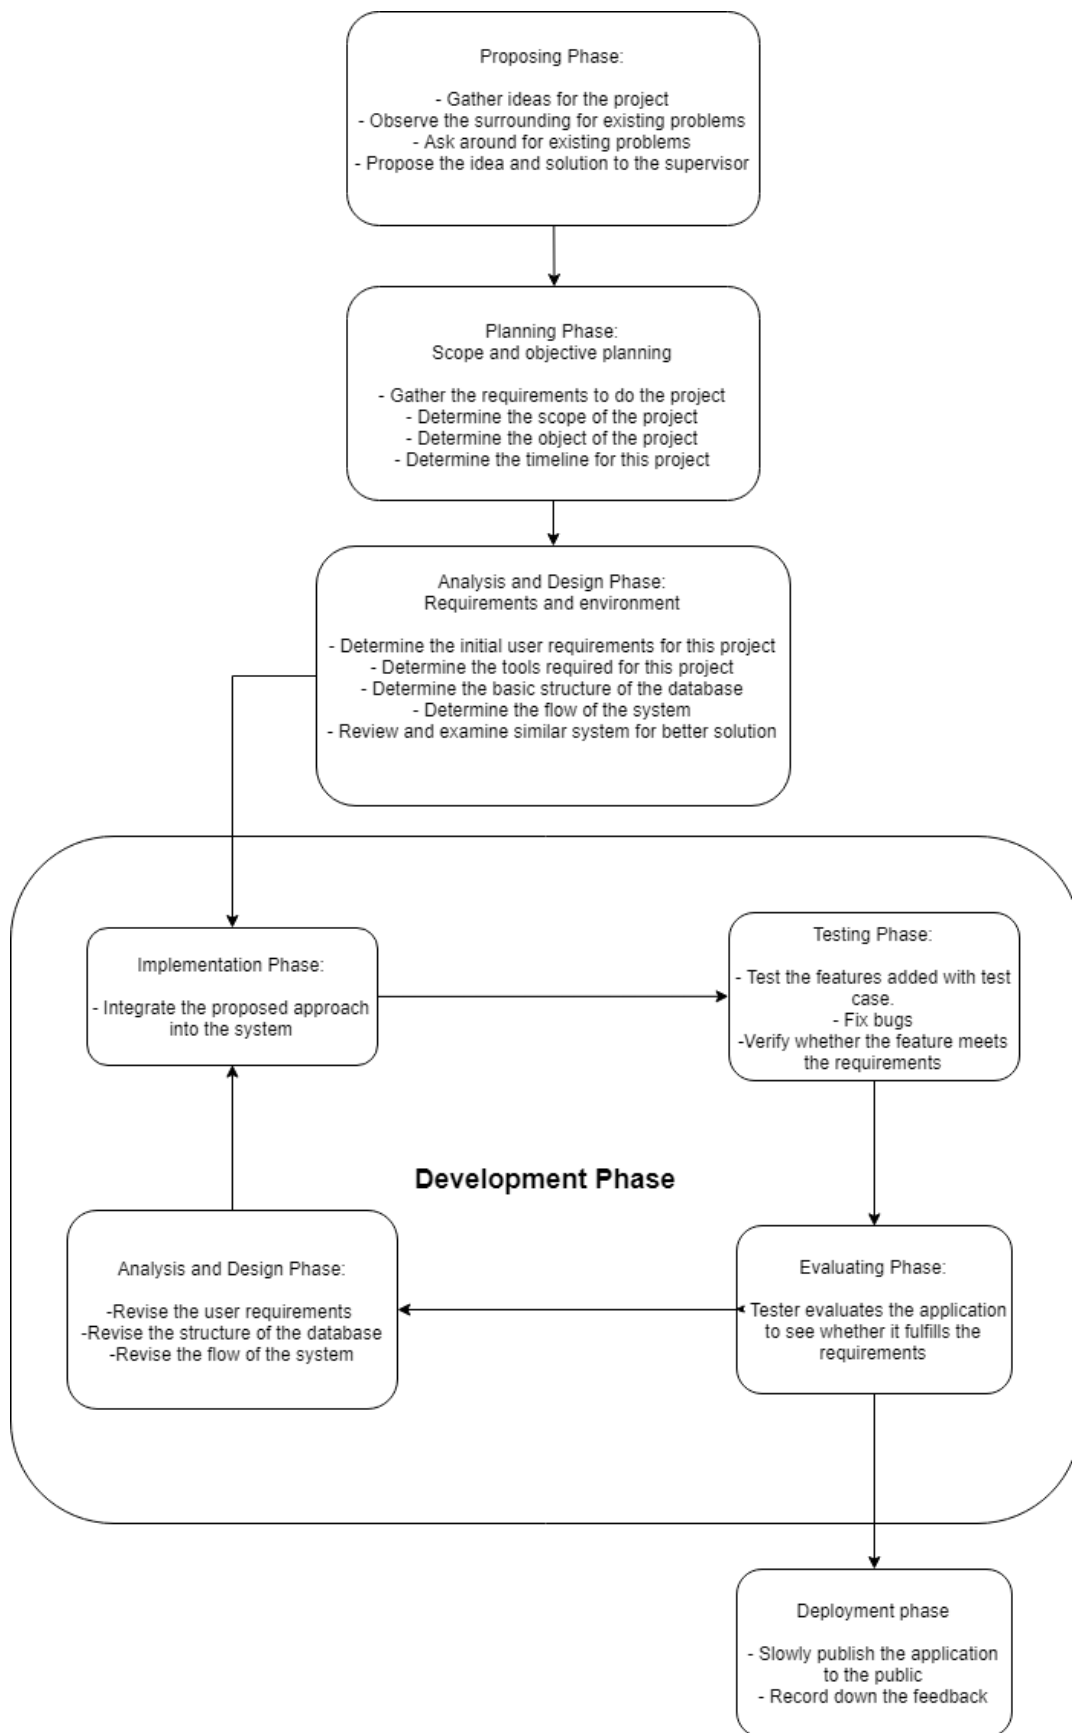 Proposing Phase:
- Gather ideas for the project
- Observe the surrounding for existing problems
- Ask around for existing problems
- Propose the idea and solution to the supervisor
Planning Phase:
Scope and objective planning
- Gather the requirements to do the project
- Determine the scope of the project
- Determine the object of the project
- Determine the timeline for this project
Analysis and Design Phase:
Requirements and environment
- Determine the initial user requirements for this project
- Determine the tools required for this project
- Determine the basic structure of the database
- Determine the flow of the system
- Review and examine similar system for better solution
Implementation Phase:
- Integrate the proposed approach
into the system
Testing Phase:
- Test the features added with test
case.
- Fix bugs
-Verify whether the feature meets
the requirements
Development Phase
Evaluating Phase:
- Tester evaluates the application
to see whether it fulfills the
requirements
Analysis and Design Phase:
-Revise the user requirements
-Revise the structure of the database
-Revise the flow of the system
Deployment phase
- Slowly publish the application
to the public
- Record down the feedback